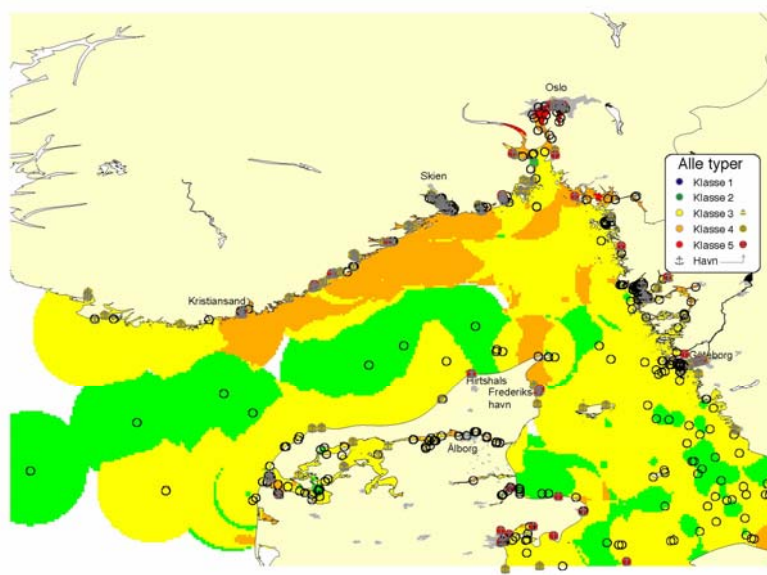 Oslo
Alle typer
Klasse 1
Klasse 2
Klasse 3
Klasse 4
Klasse 5
Havn
Skien
Kristiansand
Göteborg
Hirtshals
Frederiks
havn
Ålborg